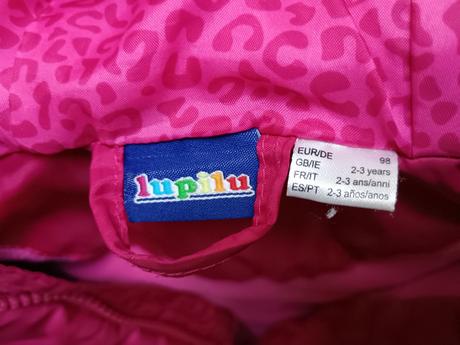 lupilu
EUR/DE 98
GB/IE 2-3 years
FR/IT 2-3 ans/anni
ES/PT 2-3 años/anos